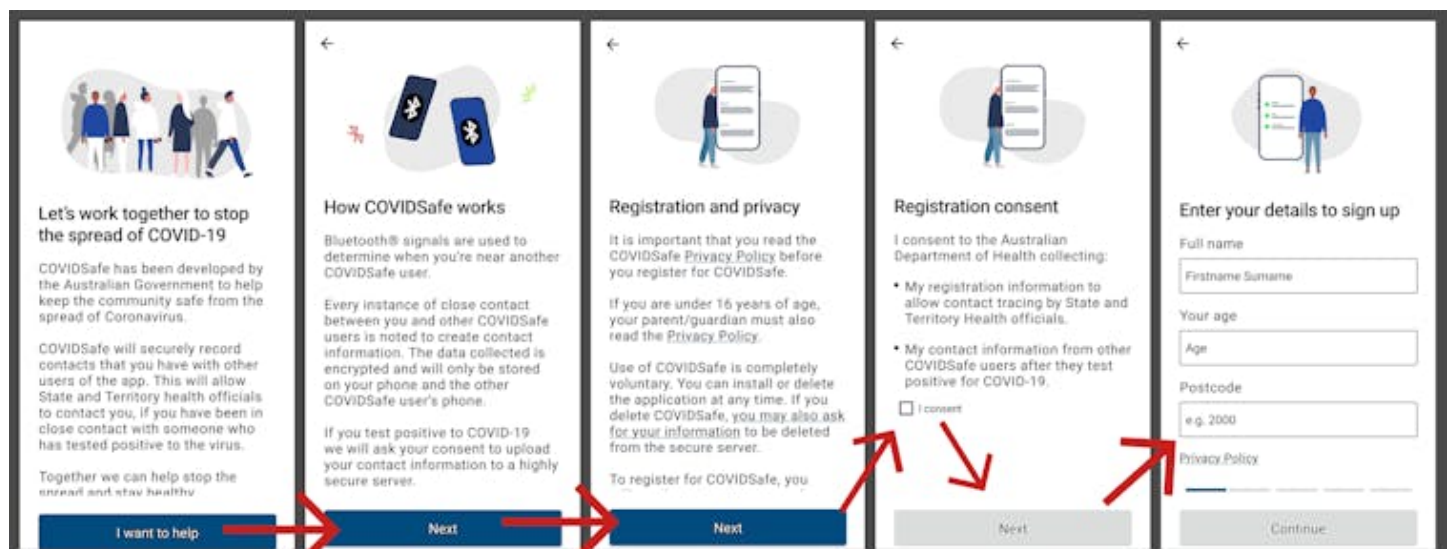 Let's work together to stop
the spread of COVID-19
COVIDSafe has been developed by
the Australian Government to help
keep the community safe from the
spread of Coronavirus.
COVIDSafe will securely record
contacts that you have with other
users of the app. This will allow
State and Territory health officials
to contact you, if you have been in
close contact with someone who
has tested positive to the virus.
Together we can help stop the
spread and stay healthy
I want to help
How COVIDSafe works
Bluetooth® signals are used to
determine when you're near another
COVIDSafe user.
Every instance of close contact
between you and other COVIDSafe
users is noted to create contact
information. The data collected is
encrypted and will only be stored
on your phone and the other
COVIDSafe user's phone.
If you test positive to COVID-19
we will ask your consent to upload
your contact information to a highly
secure server.
Next
Registration and privacy
It is important that you read the
COVIDSafe Privacy Policy before
you register for COVIDSafe.
If you are under 16 years of age,
your parent/guardian must also
read the Privacy Policy.
Use of COVIDSafe is completely
voluntary. You can install or delete
the application at any time. If you
delete COVIDSafe, you may also ask
for your information to be deleted
from the secure server.
To register for COVIDSafe, you
Next
Registration consent
I consent to the Australian
Department of Health collecting:
• My registration information to
allow contact tracing by State and
Territory Health officials.
• My contact information from other
COVIDSafe users after they test
positive for COVID-19.
I consent
Next
Enter your details to sign up
Full name
Firstname Surname
Your age
Age
Postcode
e.g. 2000
Privacy Policy
Continue